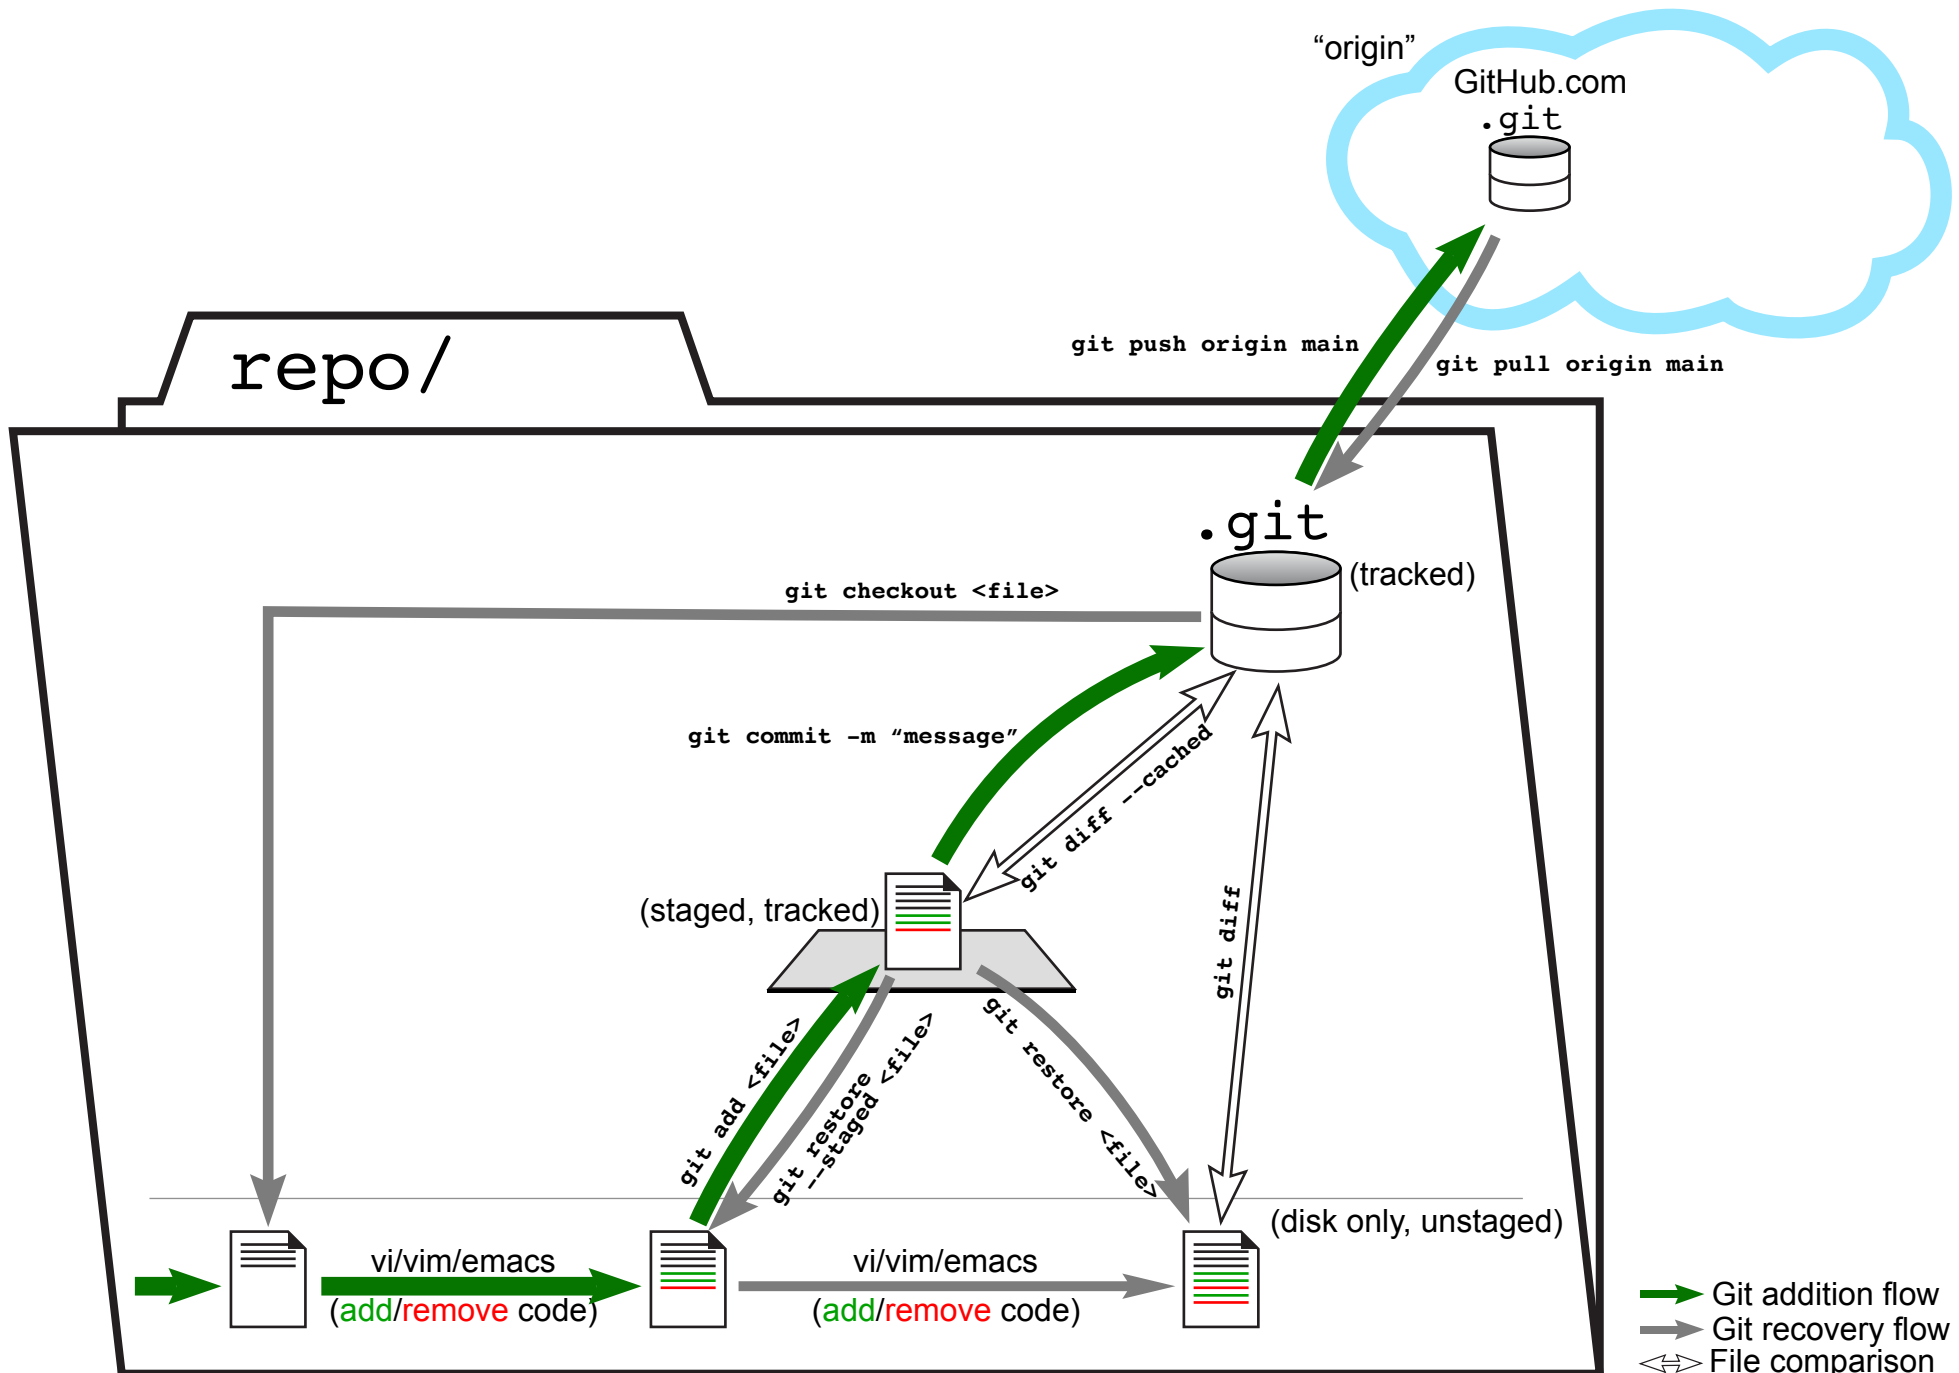 “origin”
GitHub.com
.git
git push origin main
git pull origin main
repo/
.git
(tracked)
git checkout <file>
git commit -m “message”
git diff --cached
(staged, tracked)
git diff
git add <file>
git restore
--staged <file>
git restore <file>
(disk only, unstaged)
vi/vim/emacs
(add/remove code)
vi/vim/emacs
(add/remove code)
Git addition flow
Git recovery flow
File comparison